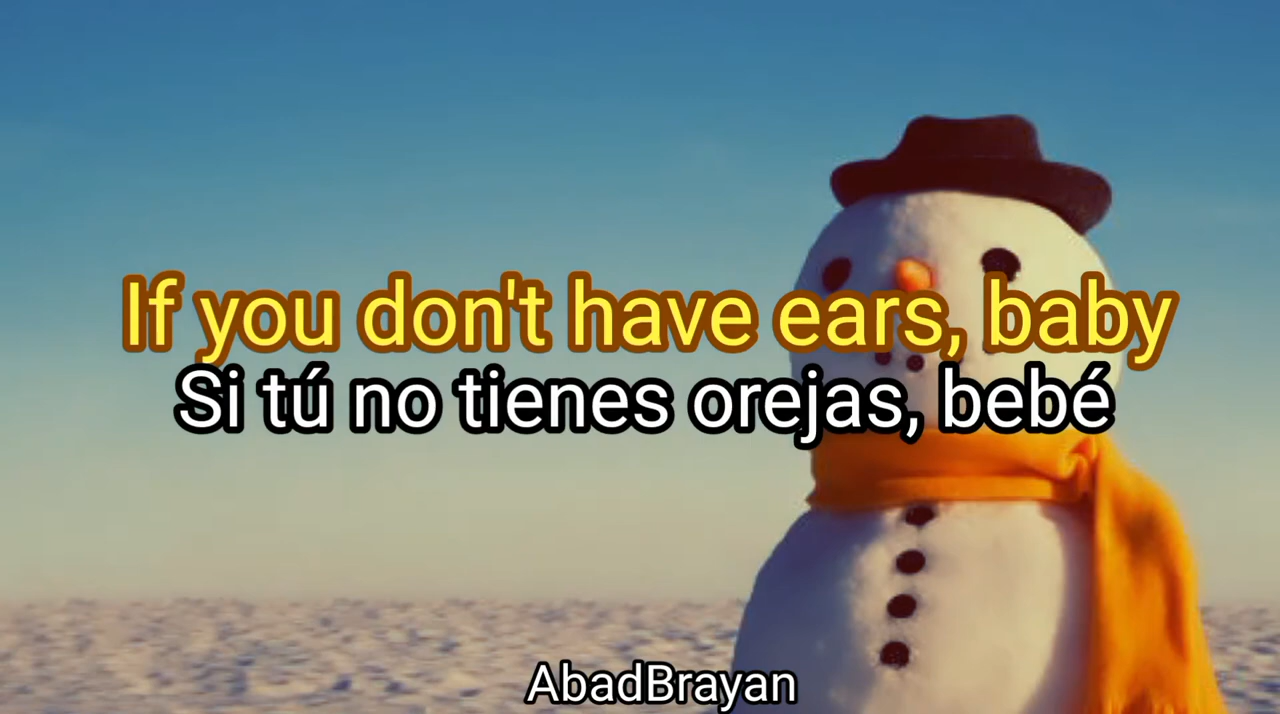 If you don't have ears, baby
Si tú no tienes orejas, bebé
AbadBrayan